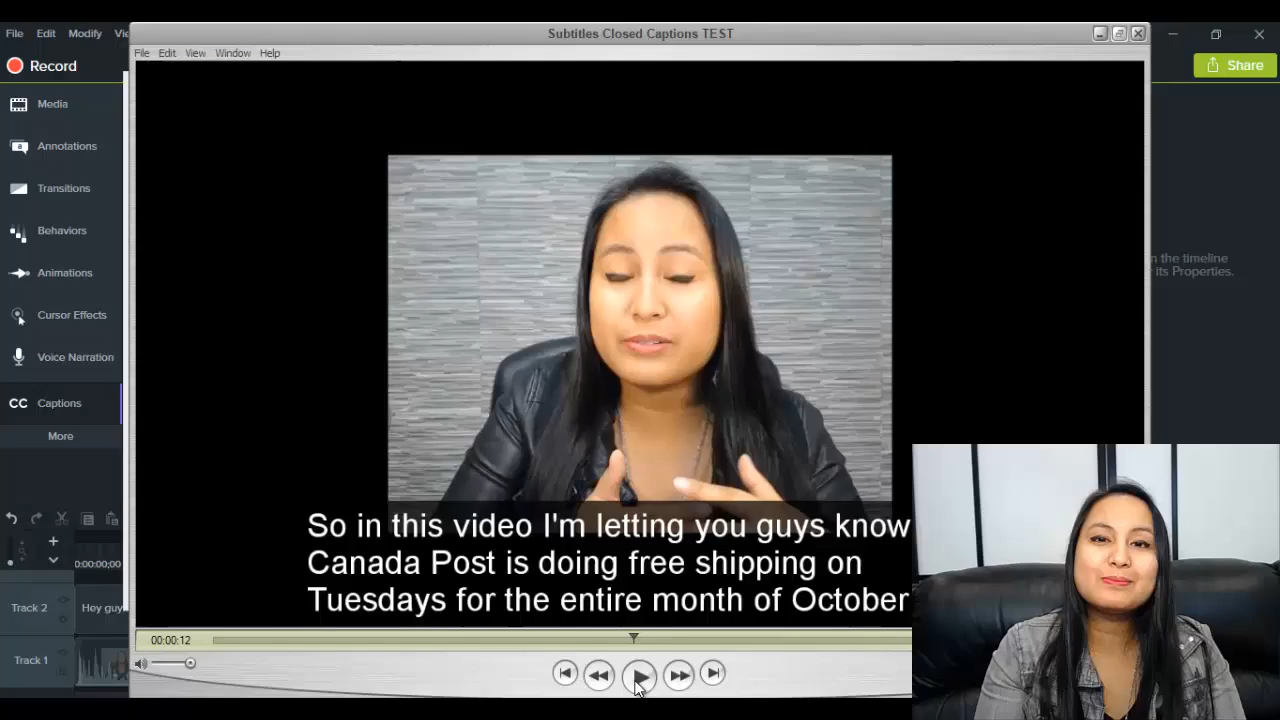 Subtitles Closed Captions TEST
File Edit Modify
File Edit View Window Help
Record
Share
Media
Annotations
Transitions
Behaviors
Animations
Cursor Effects
Voice Narration
CC Captions
More
n the timeline
its Properties.
So in this video I'm letting you guys know
Canada Post is doing free shipping on
Tuesdays for the entire month of October
0:00:00;00
Track 2 Hey guy
00:00:12
Track 1